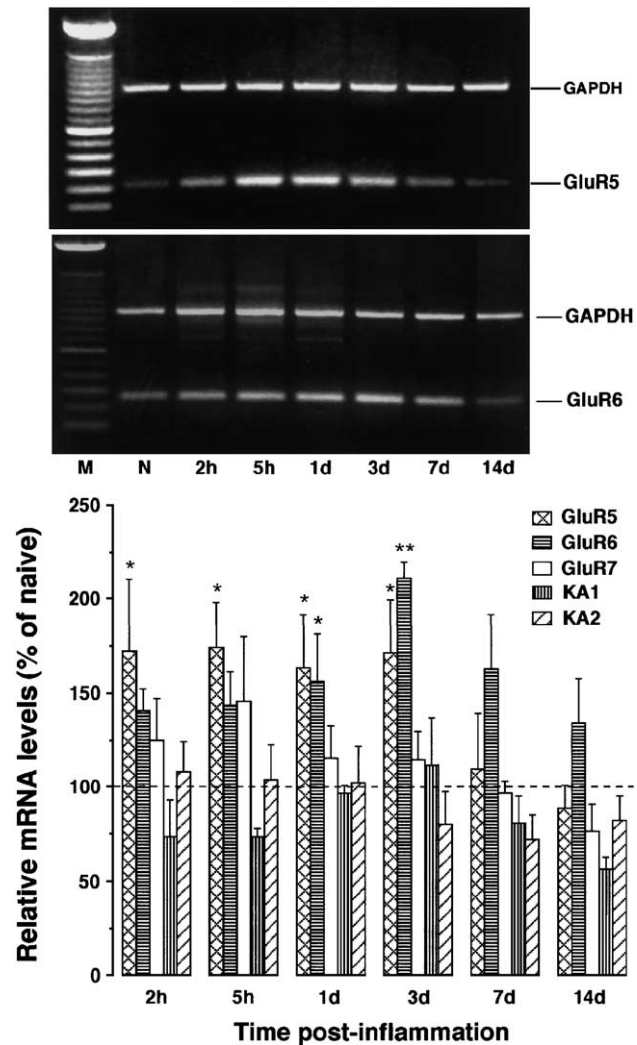 GAPDH
GluR5
GAPDH
GluR6
M N 2h 5h 1d 3d 7d 14d
Relative mRNA levels (% of naive)
250
200
150
100
50
0
* * * * * **
GluR5
GluR6
GluR7
KA1
KA2
2h 5h 1d 3d 7d 14d
Time post-inflammation